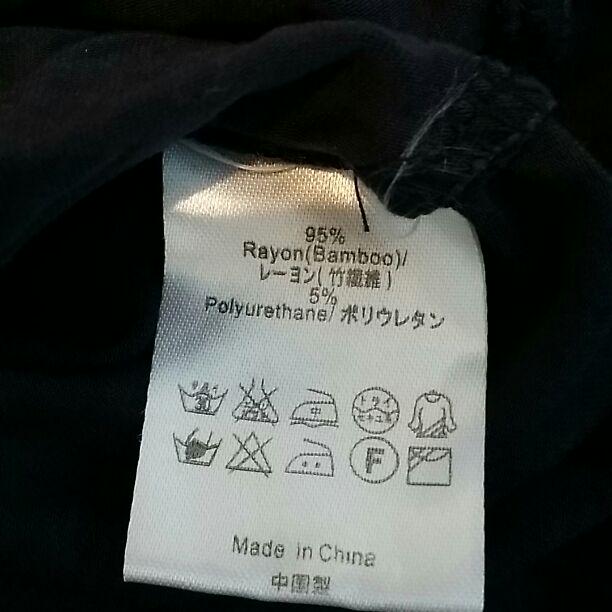 95%
Rayon(Bamboo)/
レーヨン(竹繊維)
5%
Polyurethane/ポリウレタン
中
F
Made in China
中国製